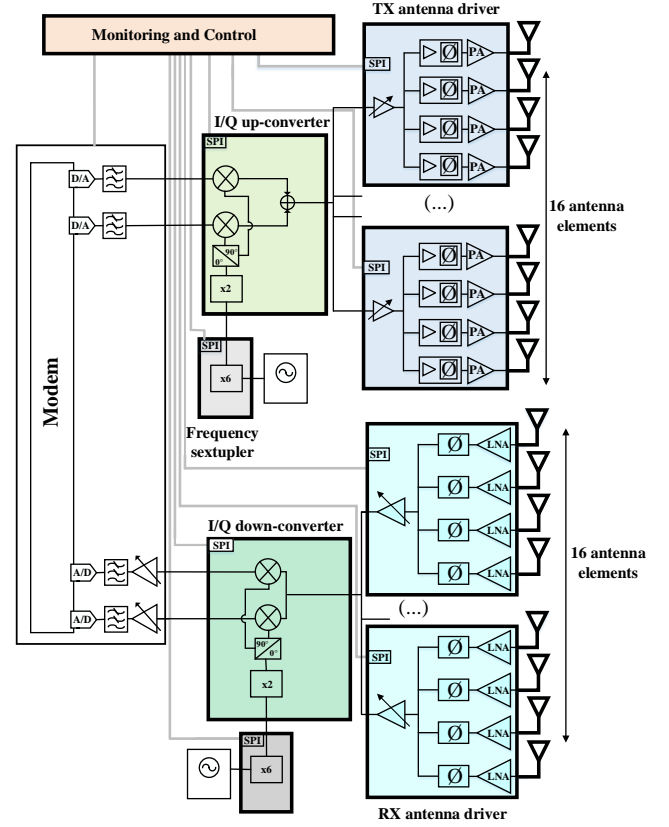 TX antenna driver
Monitoring and Control
SPI
Ø PA
Ø PA
Ø PA
Ø PA
I/Q up-converter
SPI
D/A
D/A
90°
0°
x2
(...)
16 antenna
elements
SPI
Ø PA
Ø PA
Ø PA
Ø PA
SPI
x6
Frequency
sextupler
Modem
SPI
Ø LNA
Ø LNA
Ø LNA
Ø LNA
16 antenna
elements
I/Q down-converter
SPI
A/D
A/D
90°
0°
x2
(...)
SPI
Ø LNA
Ø LNA
Ø LNA
Ø LNA
SPI
x6
RX antenna driver